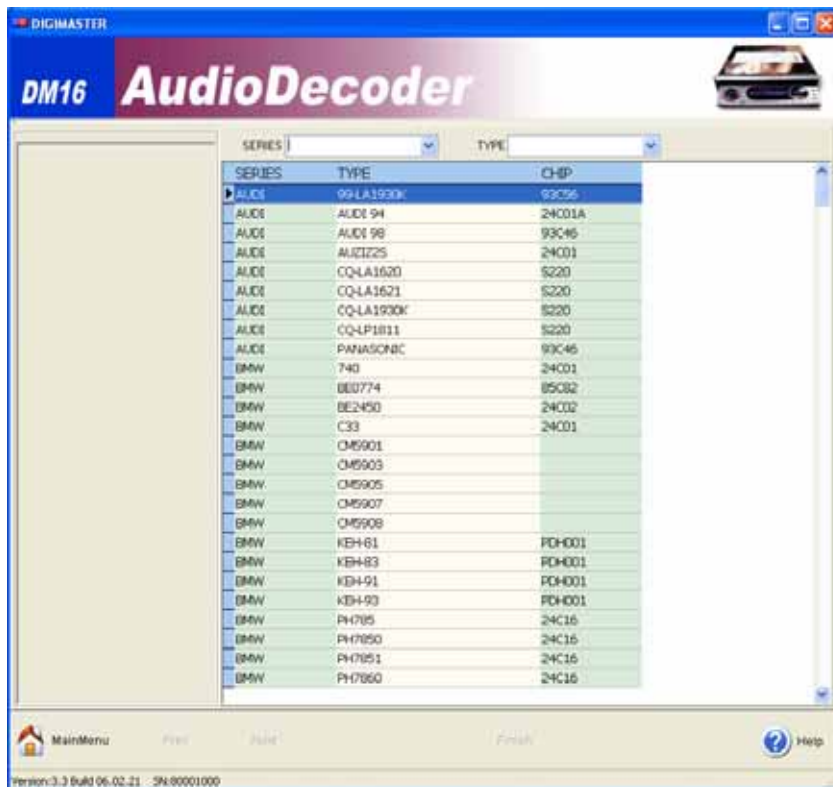 DIGIMASTER
DM16 AudioDecoder
SERIES TYPE
SERIES TYPE CHIP
AUDI 99-LA1930K 93C56
AUDI AUDI 94 24C01A
AUDI AUDI 98 93C46
AUDI AUZIZ25 24C01
AUDI CQ-LA1620 S220
AUDI CQ-LA1621 S220
AUDI CQ-LA1930K S220
AUDI CQ-LP1811 S220
AUDI PANASONIC 93C46
BMW 740 24C01
BMW BE0774 85C82
BMW BE2450 24C02
BMW C33 24C01
BMW CM5901
BMW CM5903
BMW CM5905
BMW CM5907
BMW CM5908
BMW KEH-81 PDH001
BMW KEH-83 PDH001
BMW KEH-91 PDH001
BMW KEH-93 PDH001
BMW PH785 24C16
BMW PH7850 24C16
BMW PH7851 24C16
BMW PH7860 24C16
MainMenu Prev Next Finish Help
Version:3.3 Build 06.02.21 SN:80001000